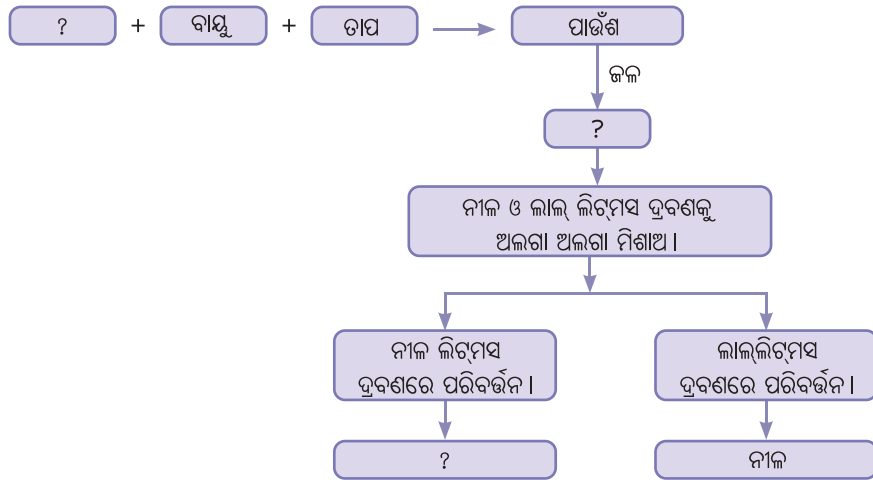 ? + ବାୟୁ + ତାପ ପାଉଁଶ
ଜଳ
?
ନୀଳ ଓ ଲାଲ୍ ଲିଟ୍‌ମସ ଦ୍ରବଣକୁ
ଅଲଗା ଅଲଗା ମିଶାଅ।
ନୀଳ ଲିଟ୍‌ମସ
ଦ୍ରବଣରେ ପରିବର୍ତ୍ତନ।
ଲାଲ୍‌ଲିଟ୍‌ମସ
ଦ୍ରବଣରେ ପରିବର୍ତ୍ତନ।
?
ନୀଳ